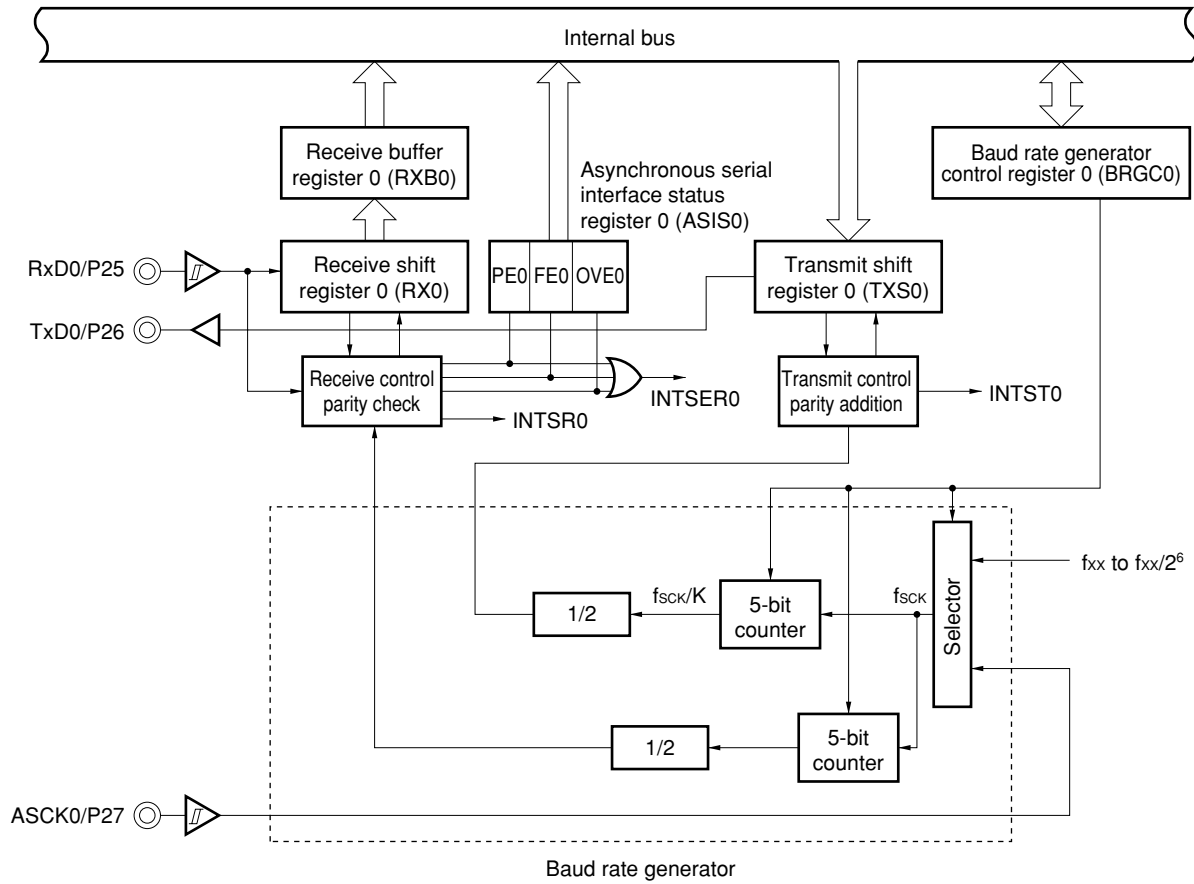 Internal bus
Receive buffer
register 0 (RXB0)
Asynchronous serial
interface status
register 0 (ASIS0)
Baud rate generator
control register 0 (BRGC0)
RxD0/P25
Receive shift
register 0 (RX0)
PE0 FE0 OVE0
Transmit shift
register 0 (TXS0)
TxD0/P26
Receive control
parity check
INTSER0
INTSR0
Transmit control
parity addition
INTST0
fxx to fxx/2⁶
Selector
fSCK
5-bit
counter
fSCK/K
1/2
5-bit
counter
1/2
ASCK0/P27
Baud rate generator